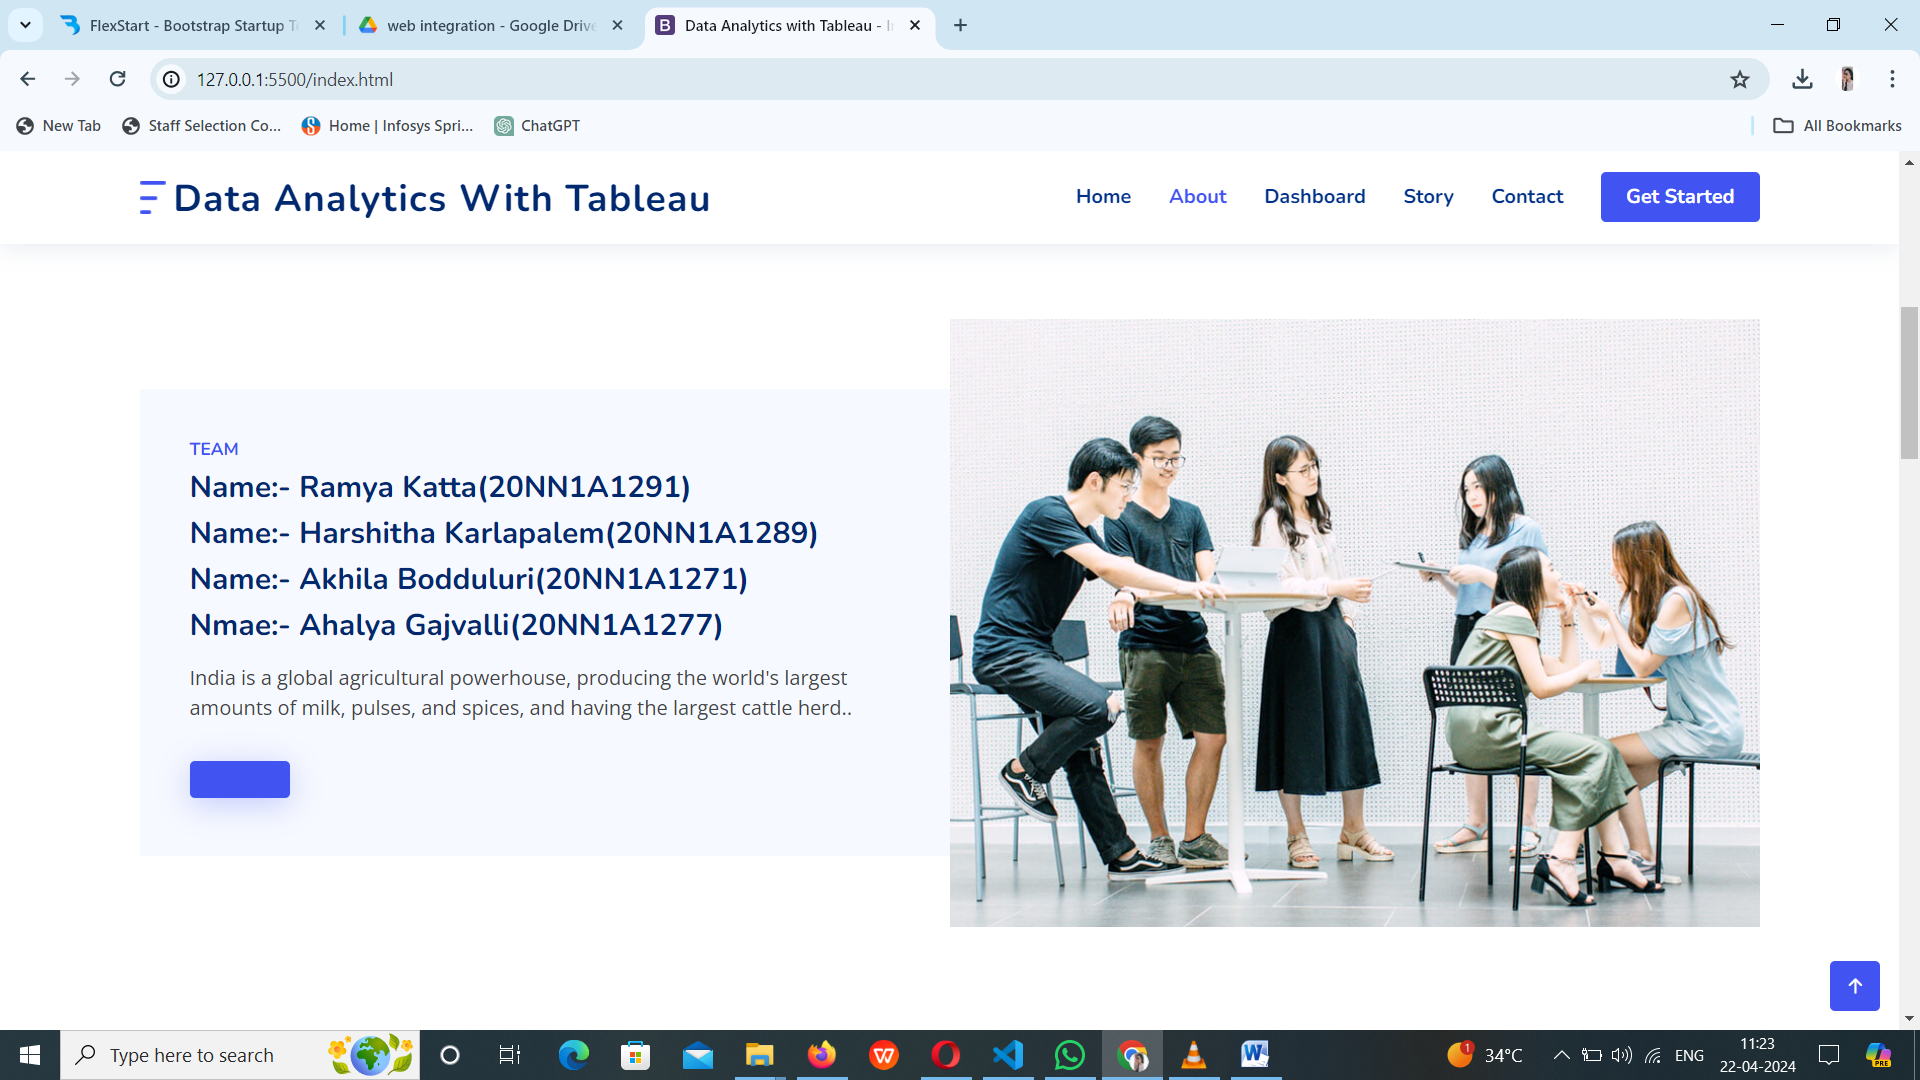 FlexStart - Bootstrap Startup T
web integration - Google Drive
Data Analytics with Tableau - In
127.0.0.1:5500/index.html
New Tab
Staff Selection Co...
Home | Infosys Spri...
ChatGPT
All Bookmarks
Data Analytics With Tableau
Home
About
Dashboard
Story
Contact
Get Started
TEAM
Name:- Ramya Katta(20NN1A1291)
Name:- Harshitha Karlapalem(20NN1A1289)
Name:- Akhila Bodduluri(20NN1A1271)
Nmae:- Ahalya Gajvalli(20NN1A1277)
India is a global agricultural powerhouse, producing the world's largest
amounts of milk, pulses, and spices, and having the largest cattle herd..
Type here to search
1
34°C
ENG
11:23
22-04-2024
PRE